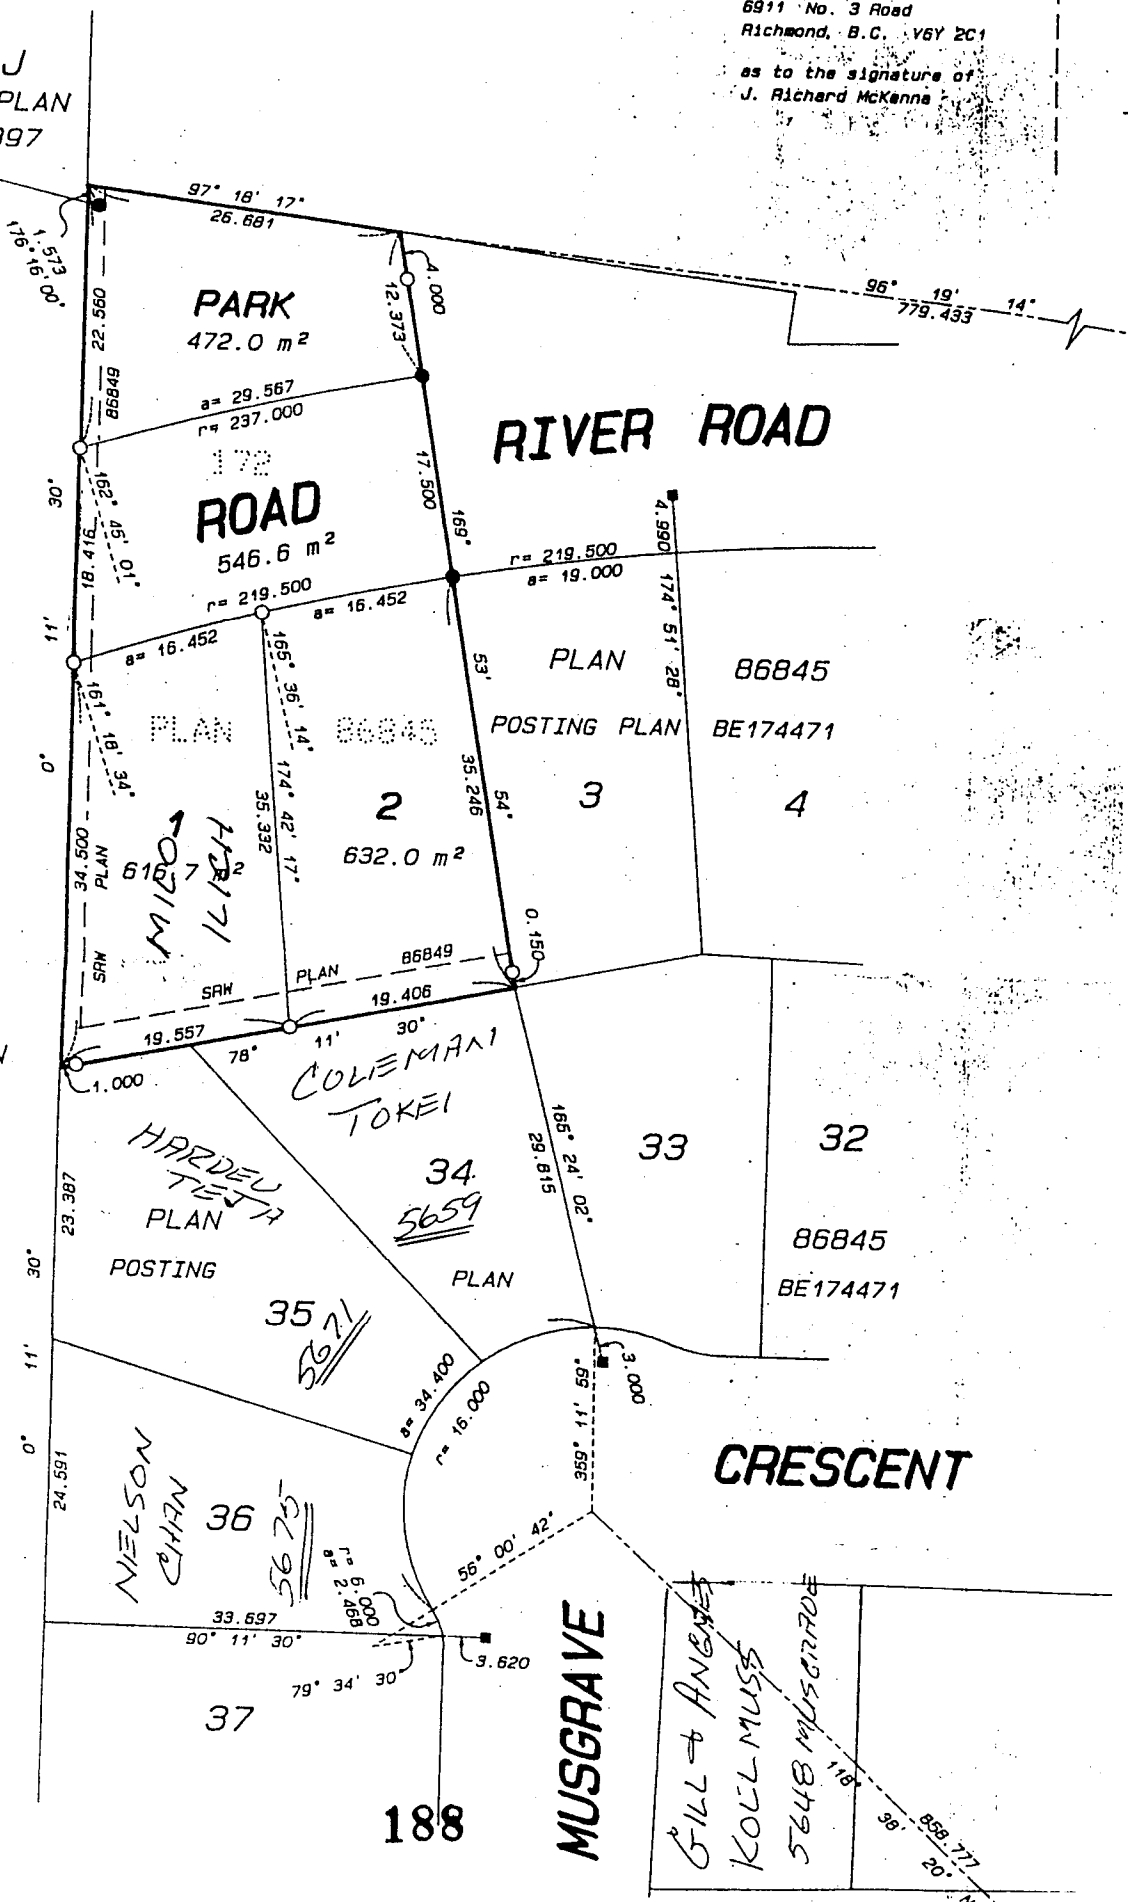 6911 No. 3 Road
Richmond, B.C. V6Y 2C1
as to the signature of
J. Richard McKenna
J
PLAN
97° 18' 17"
26.681
1.573
176° 16' 00"
22.560
86849
PARK
472.0 m²
4.000
12.373
96° 19' 14"
779.433
a= 29.567
r= 237.000
172
ROAD
546.6 m²
RIVER ROAD
17.500
169°
53'
54"
35.246
30"
11'
0°
162° 45' 01"
18.416
r= 219.500
a= 16.452
a= 16.452
r= 219.500
a= 19.000
4.990
174° 51' 28"
161° 18' 34"
165° 36' 14"
174° 42' 17"
35.332
PLAN
86845
2
632.0 m²
PLAN 86845
POSTING PLAN BE174471
3
4
34.500
PLAN
SRW
616.7 m²
0.150
SRW PLAN 86849
19.557
19.406
78° 11' 30"
1.000
COLEMAN
TOKEI
HARDEV
TEJA
PLAN
POSTING
35
5671
34
5659
PLAN
165° 24' 02"
29.815
33
32
86845
BE174471
23.387
30"
11'
0°
24.591
a= 34.400
r= 16.000
3.000
359° 11' 59"
CRESCENT
NIELSON
CHAN
36
5675
r= 6.000
a= 2.468
56° 00' 42"
33.697
90° 11' 30"
3.620
79° 34' 30"
37
188
MUSGRAVE
GILL + ANGNES
KOLLMUSS
5648 MUSGRAVE
118° 38' 20"
858.777